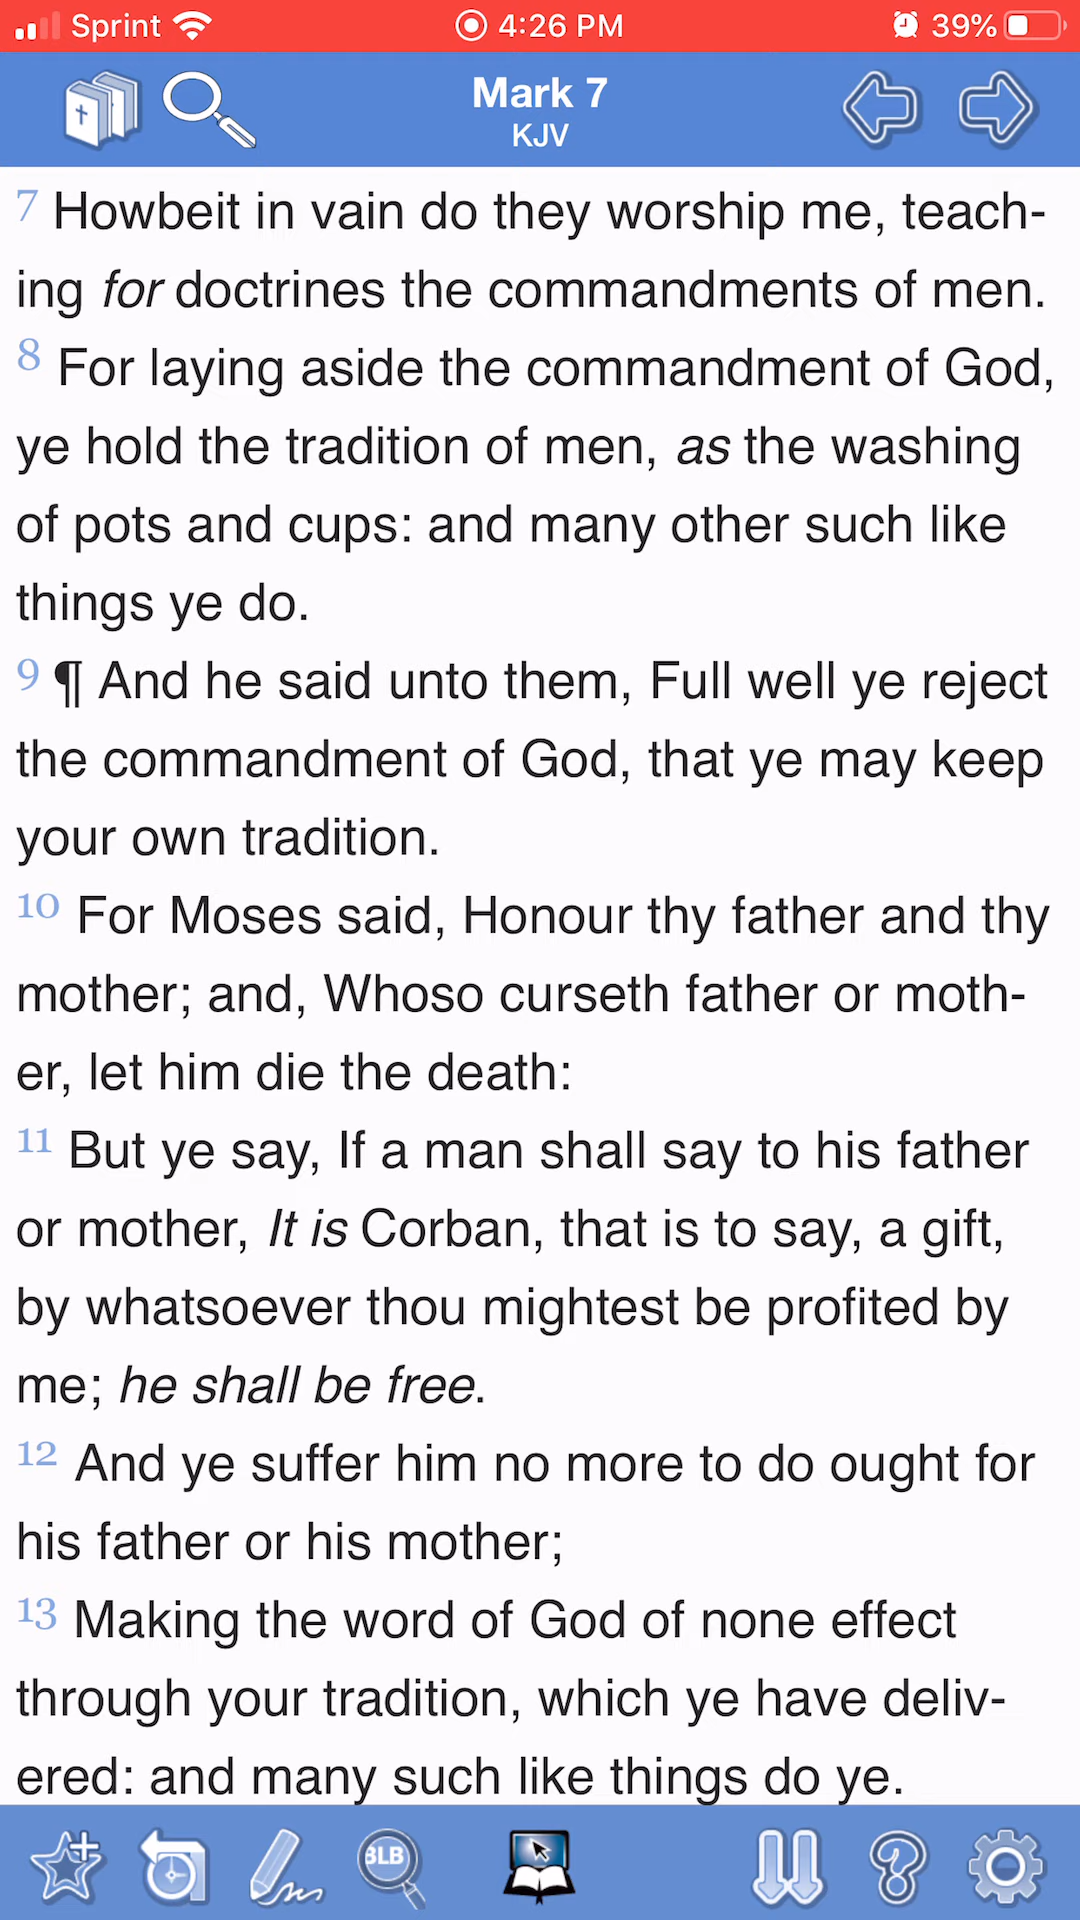 Sprint 4:26 PM 39%
Mark 7
KJV
7 Howbeit in vain do they worship me, teach-
ing for doctrines the commandments of men.
8 For laying aside the commandment of God,
ye hold the tradition of men, as the washing
of pots and cups: and many other such like
things ye do.
9 ¶ And he said unto them, Full well ye reject
the commandment of God, that ye may keep
your own tradition.
10 For Moses said, Honour thy father and thy
mother; and, Whoso curseth father or moth-
er, let him die the death:
11 But ye say, If a man shall say to his father
or mother, It is Corban, that is to say, a gift,
by whatsoever thou mightest be profited by
me; he shall be free.
12 And ye suffer him no more to do ought for
his father or his mother;
13 Making the word of God of none effect
through your tradition, which ye have deliv-
ered: and many such like things do ye.
BLB